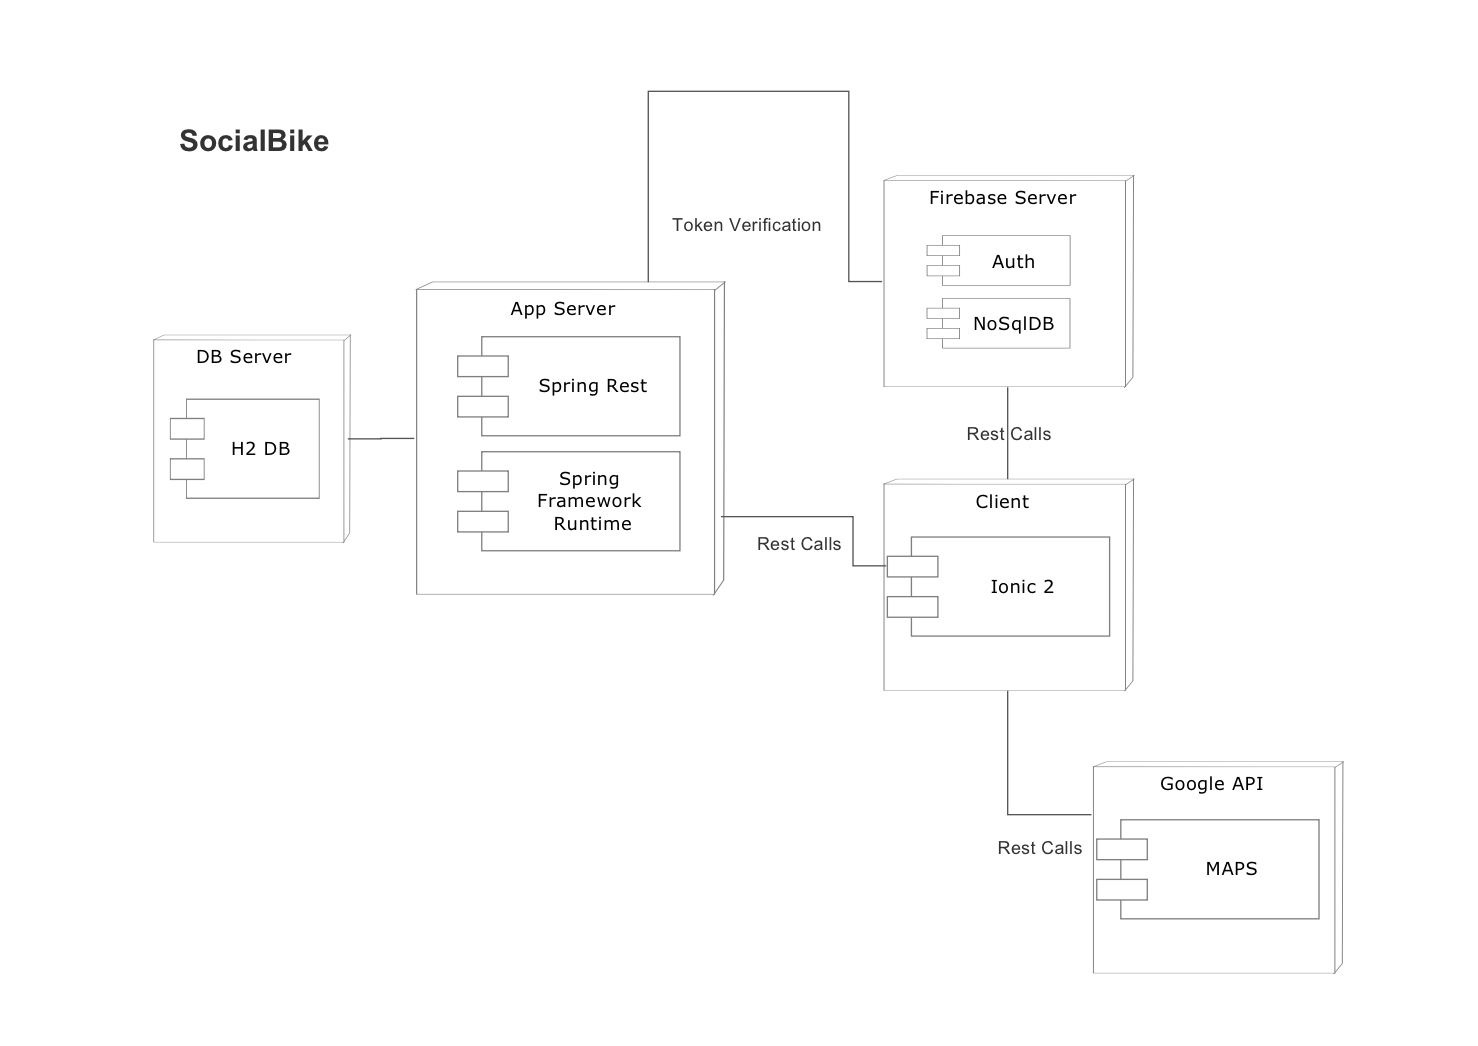 SocialBike
Token Verification
Firebase Server
Auth
NoSqlDB
App Server
Spring Rest
Spring
Framework
Runtime
DB Server
H2 DB
Rest Calls
Rest Calls
Client
Ionic 2
Google API
Rest Calls
MAPS